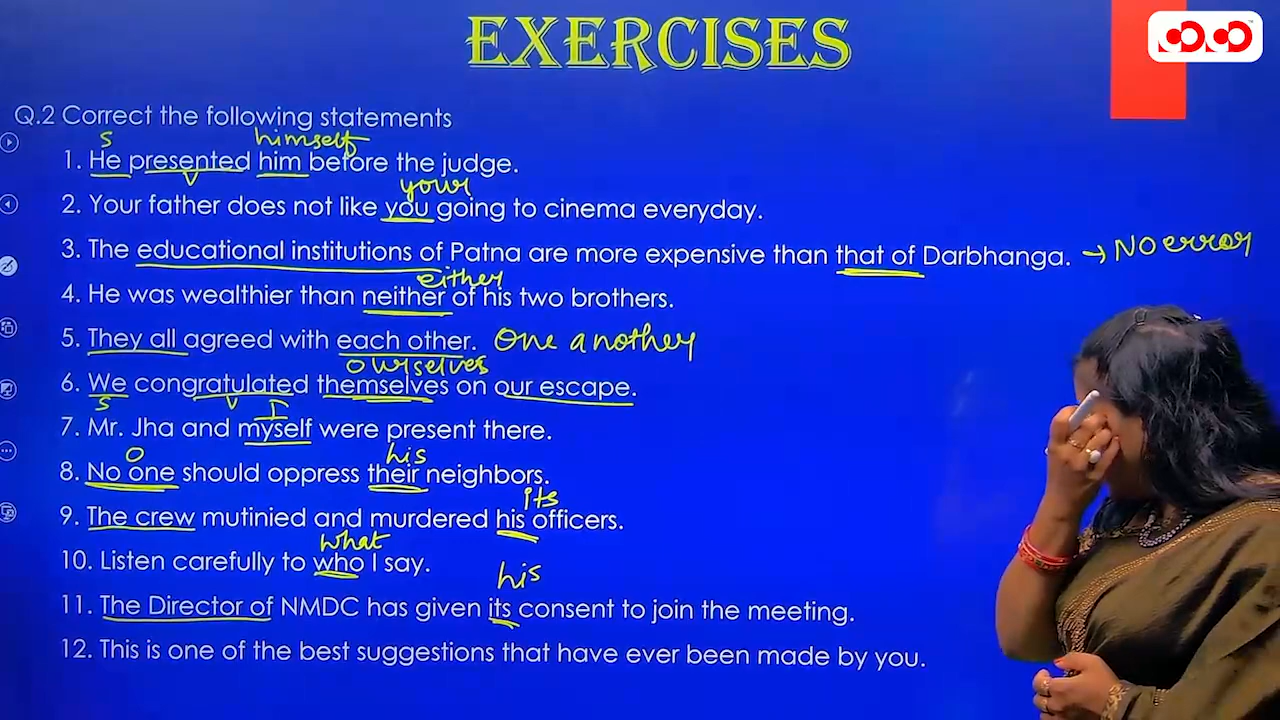 EXERCISES
Q.2 Correct the following statements
s himself
1. He presented him before the judge.
v
your
2. Your father does not like you going to cinema everyday.
3. The educational institutions of Patna are more expensive than that of Darbhanga. → No error
either
4. He was wealthier than neither of his two brothers.
5. They all agreed with each other. One another
ourselves
6. We congratulated themselves on our escape.
s v I
7. Mr. Jha and myself were present there.
o his
8. No one should oppress their neighbors.
its
9. The crew mutinied and murdered his officers.
what
10. Listen carefully to who I say.
his
11. The Director of NMDC has given its consent to join the meeting.
12. This is one of the best suggestions that have ever been made by you.